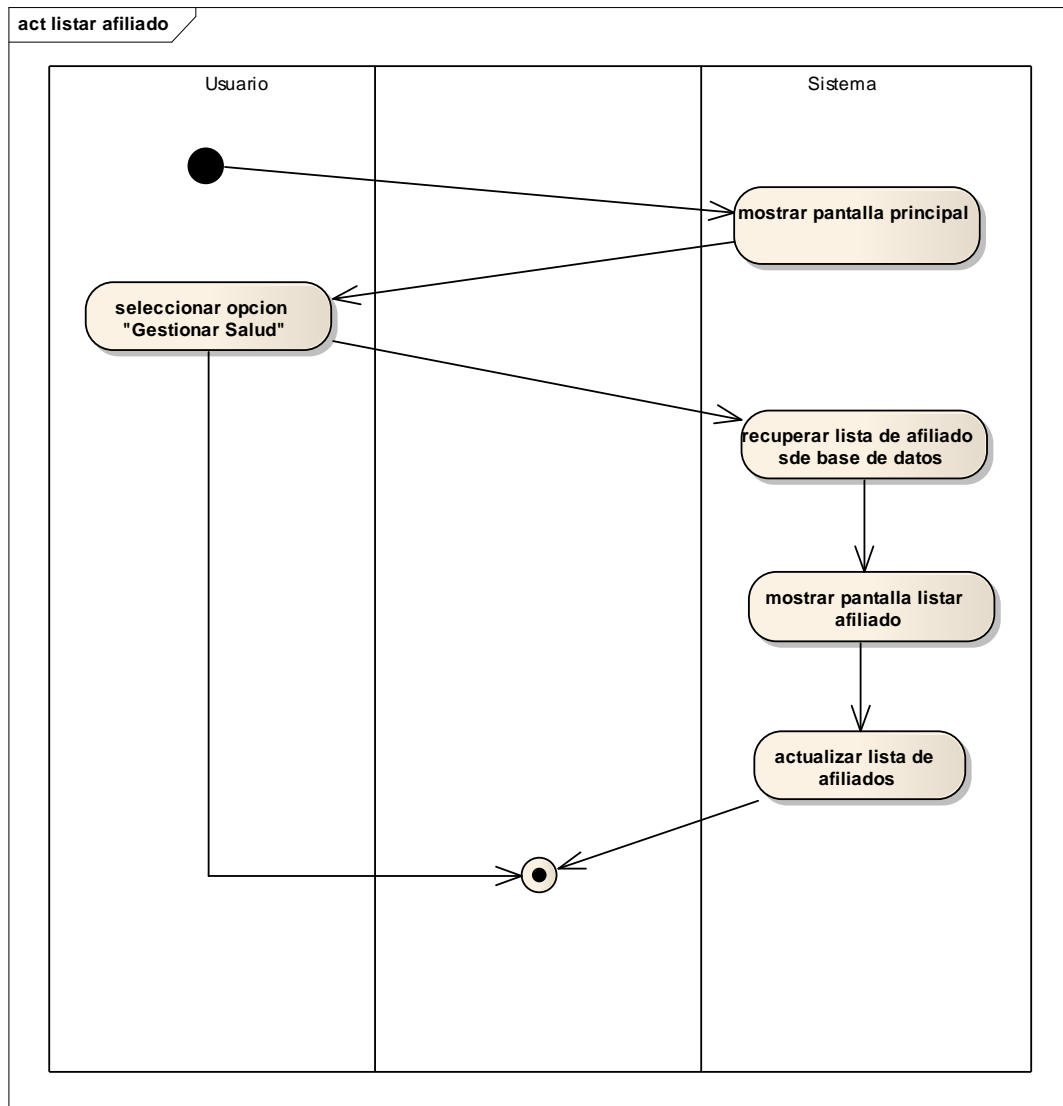 act listar afiliado
Usuario
Sistema
mostrar pantalla principal
seleccionar opcion
"Gestionar Salud"
recuperar lista de afiliado
sde base de datos
mostrar pantalla listar
afiliado
actualizar lista de
afiliados